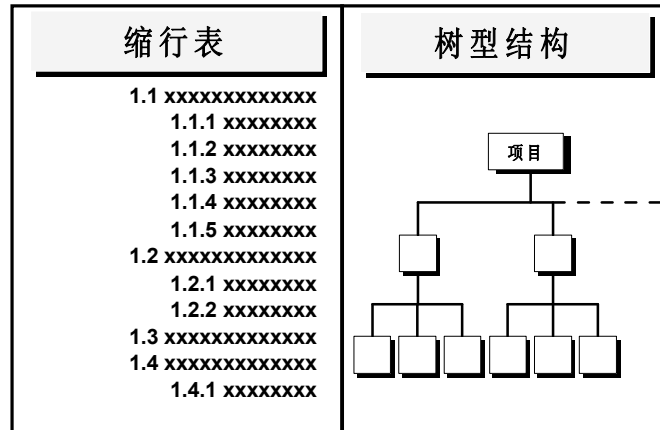 缩行表
1.1 xxxxxxxxxxxxx
1.1.1 xxxxxxxx
1.1.2 xxxxxxxx
1.1.3 xxxxxxxx
1.1.4 xxxxxxxx
1.1.5 xxxxxxxx
1.2 xxxxxxxxxxxxx
1.2.1 xxxxxxxx
1.2.2 xxxxxxxx
1.3 xxxxxxxxxxxxx
1.4 xxxxxxxxxxxxx
1.4.1 xxxxxxxx
树型结构
项目